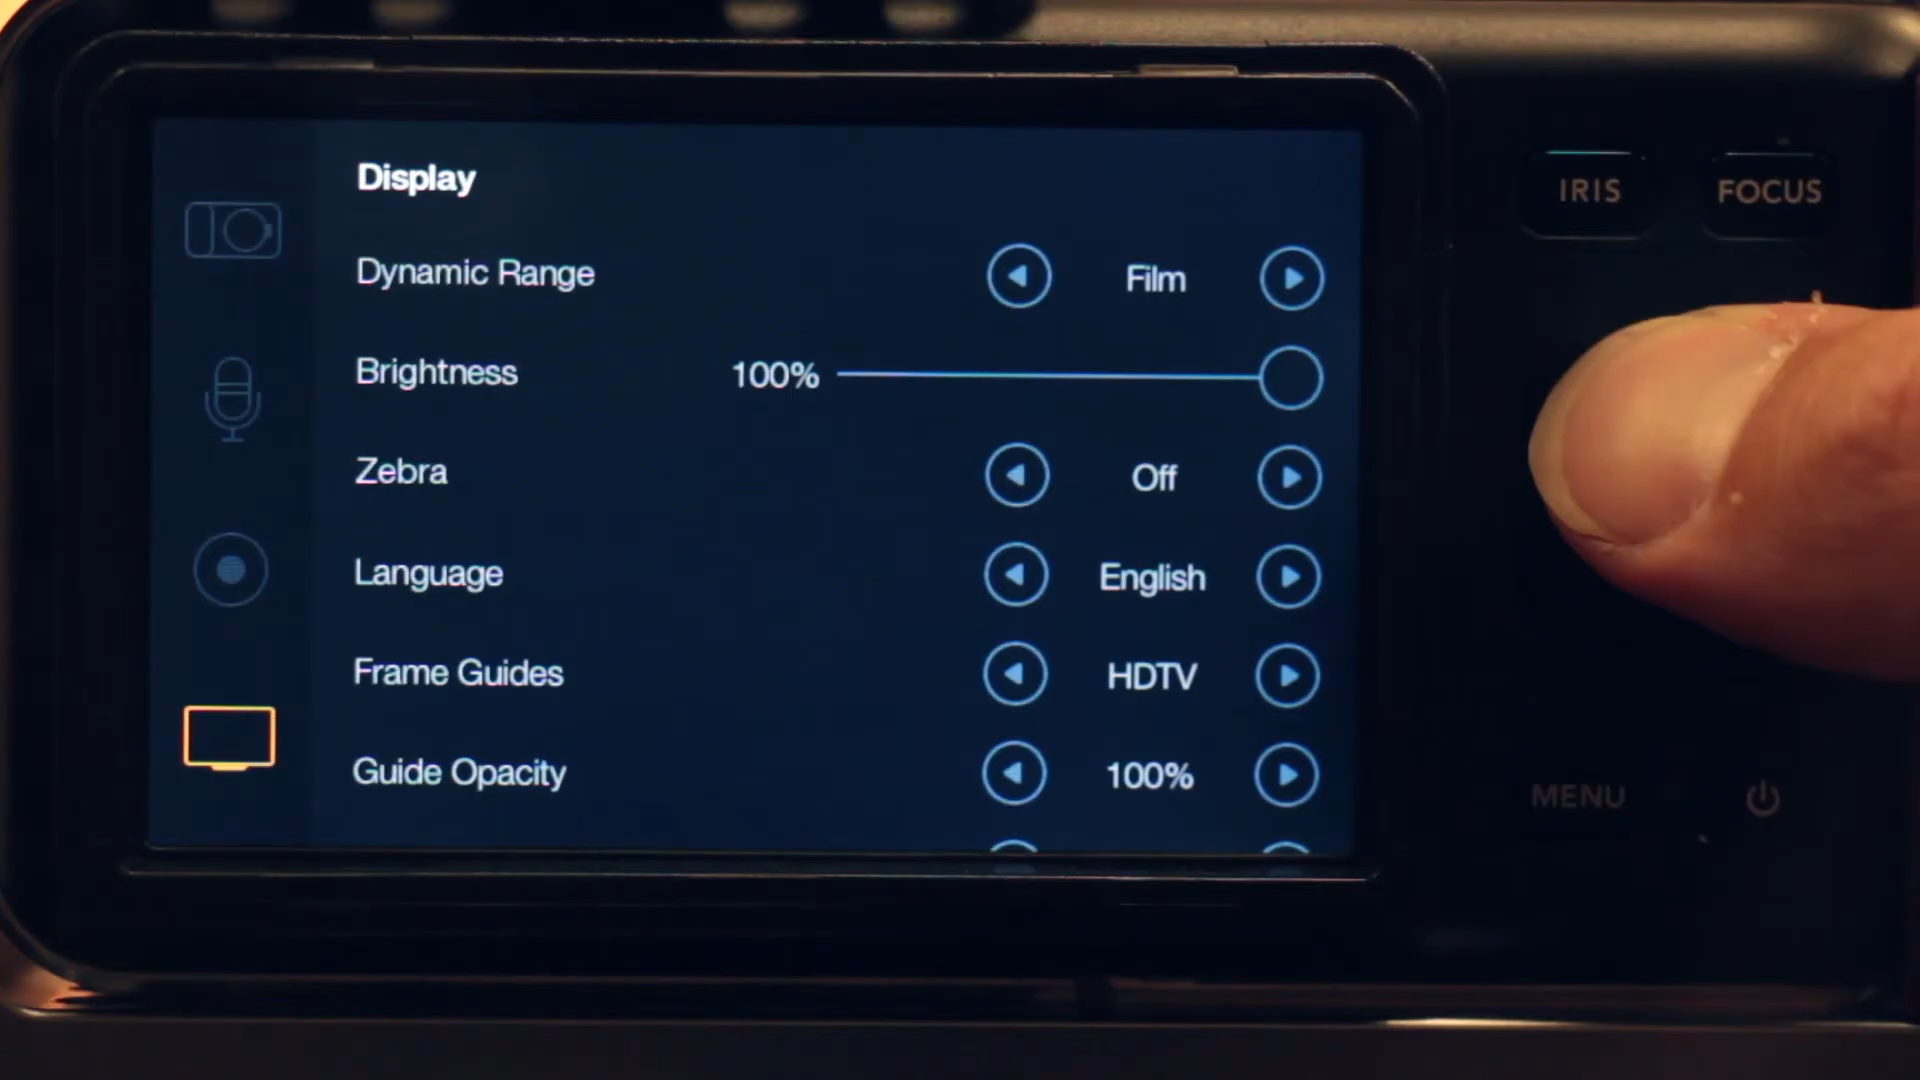 Display
Dynamic Range Film
Brightness 100%
Zebra Off
Language English
Frame Guides HDTV
Guide Opacity 100%
IRIS FOCUS
MENU